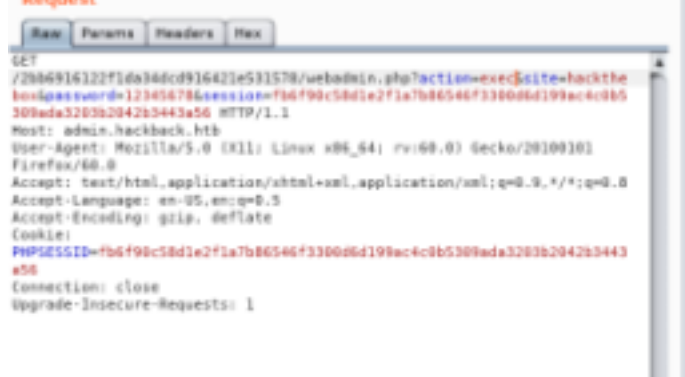 Request
Raw Params Headers Hex
GET
/2bb6916122f1da34dcd916421e531578/webadmin.php?action=exec&site=hackthe
box&password=12345678&session=fb6f90c58d1e2f1a7b86546f3300d6d199ac4c0b5
309ada3203b2042b3443a56 HTTP/1.1
Host: admin.hackback.htb
User-Agent: Mozilla/5.0 (X11; Linux x86_64; rv:60.0) Gecko/20100101
Firefox/60.0
Accept: text/html,application/xhtml+xml,application/xml;q=0.9,*/*;q=0.8
Accept-Language: en-US,en;q=0.5
Accept-Encoding: gzip, deflate
Cookie:
PHPSESSID=fb6f90c58d1e2f1a7b86546f3300d6d199ac4c0b5309ada3203b2042b3443
a56
Connection: close
Upgrade-Insecure-Requests: 1